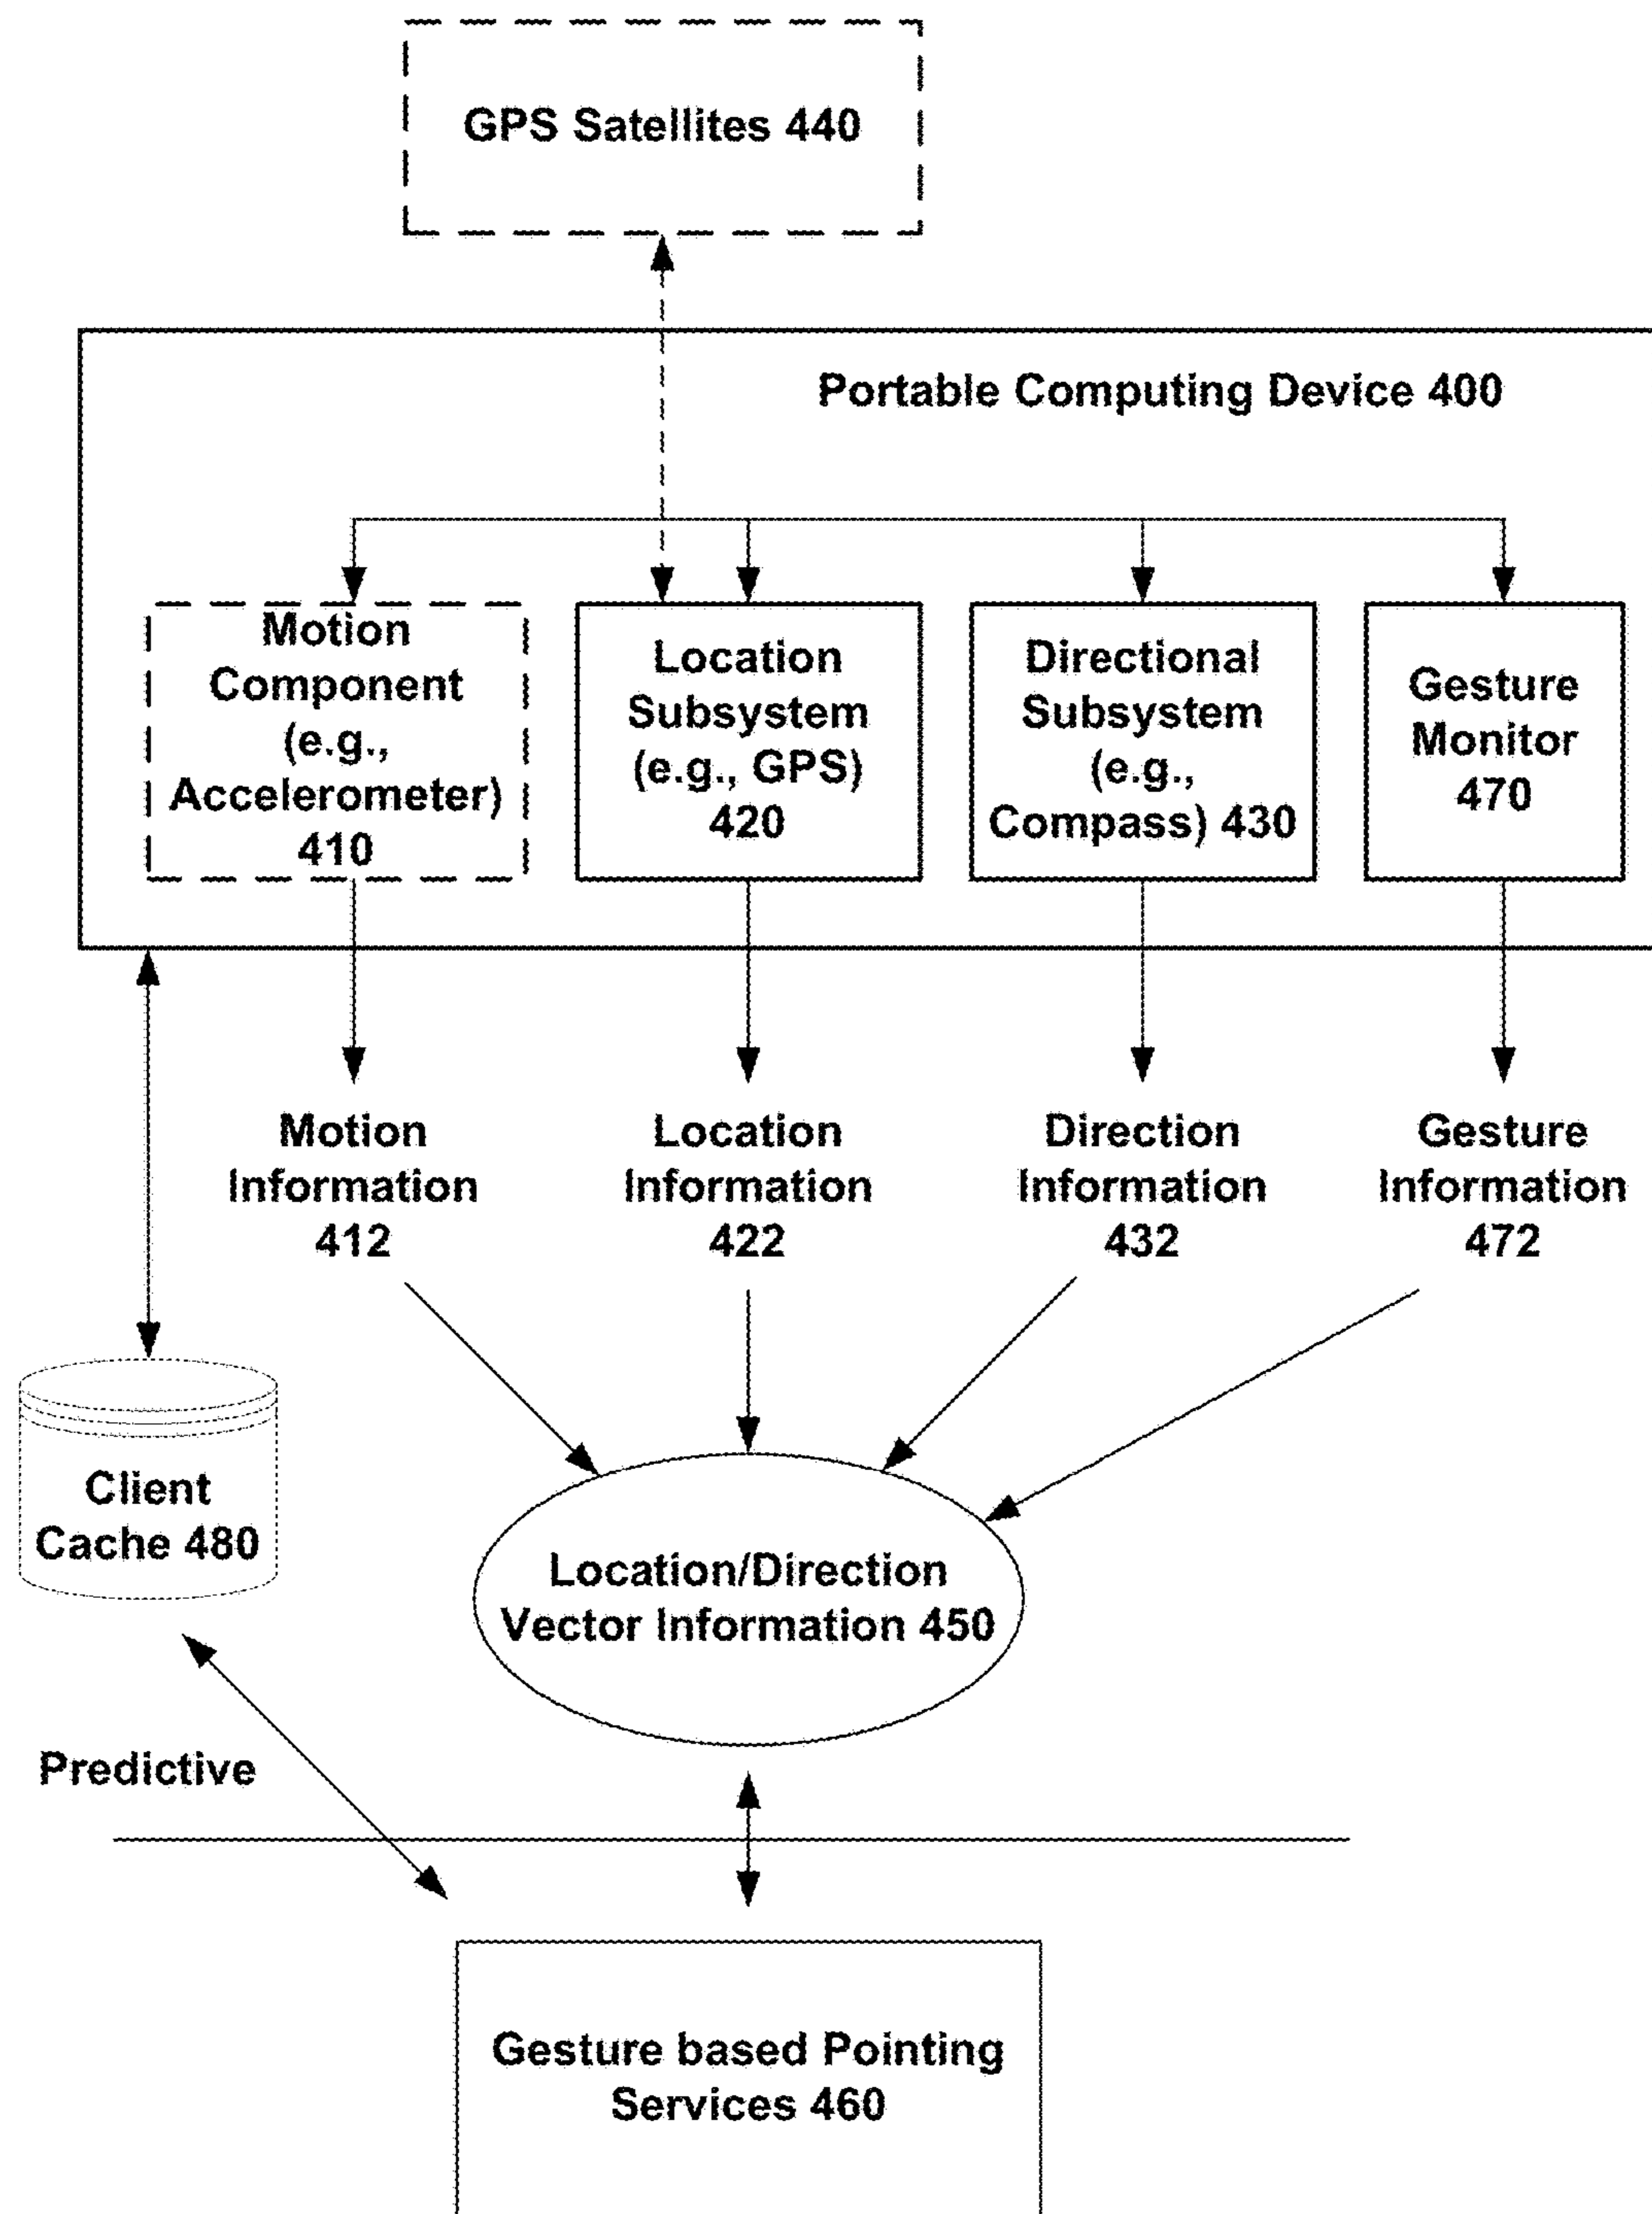 GPS Satellites 440
Portable Computing Device 400
Motion
Component
(e.g.,
Accelerometer)
410
Location
Subsystem
(e.g., GPS)
420
Directional
Subsystem
(e.g.,
Compass) 430
Gesture
Monitor
470
Motion
Information
412
Location
Information
422
Direction
Information
432
Gesture
Information
472
Client
Cache 480
Location/Direction
Vector Information 450
Predictive
Gesture based Pointing
Services 460